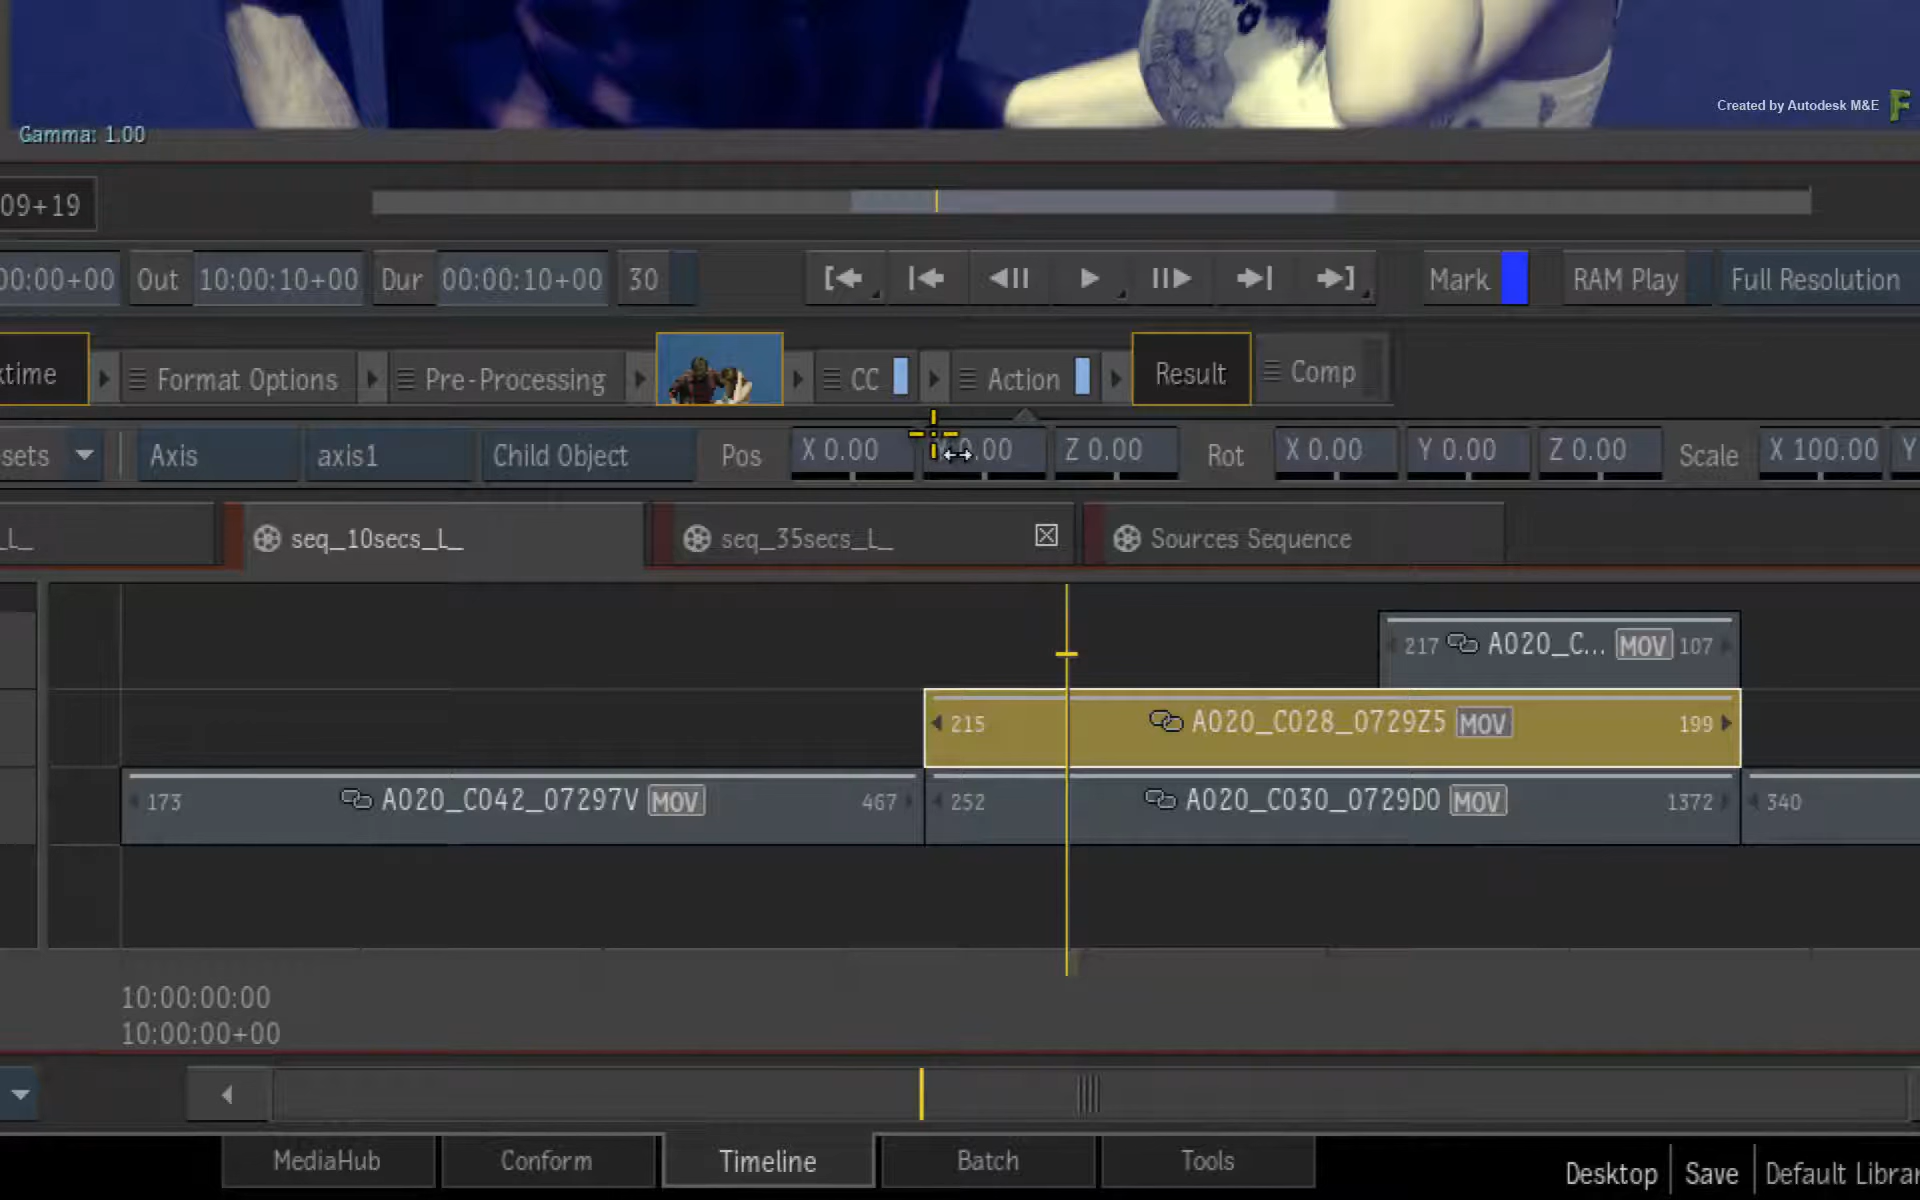 Created by Autodesk M&E
Gamma: 1.00
09+19
00:00+00 Out 10:00:10+00 Dur 00:00:10+00 30 Mark RAM Play Full Resolution
Format Options Pre-Processing CC Action Result Comp
Axis axis1 Child Object Pos X 0.00 .00 Z 0.00 Rot X 0.00 Y 0.00 Z 0.00 Scale X 100.00 Y
_L_ seq_10secs_L_ seq_35secs_L_ Sources Sequence
217 A020_C... MOV 107
215 A020_C028_0729Z5 MOV 199
173 A020_C042_07297V MOV 467 252 A020_C030_0729D0 MOV 1372 340
10:00:00:00
10:00:00+00
MediaHub Conform Timeline Batch Tools Desktop Save Default Librar